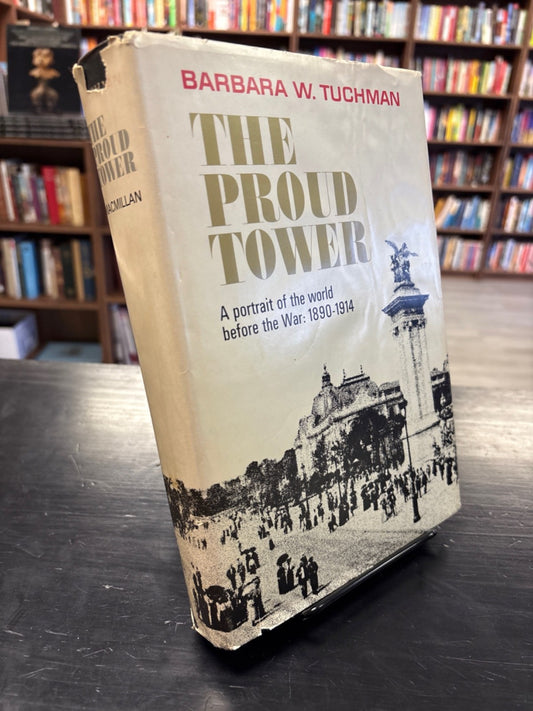 BARBARA W. TUCHMAN
THE
PROUD
TOWER
A portrait of the world
before the War: 1890-1914
THE
PROUD
TOWER
MACMILLAN